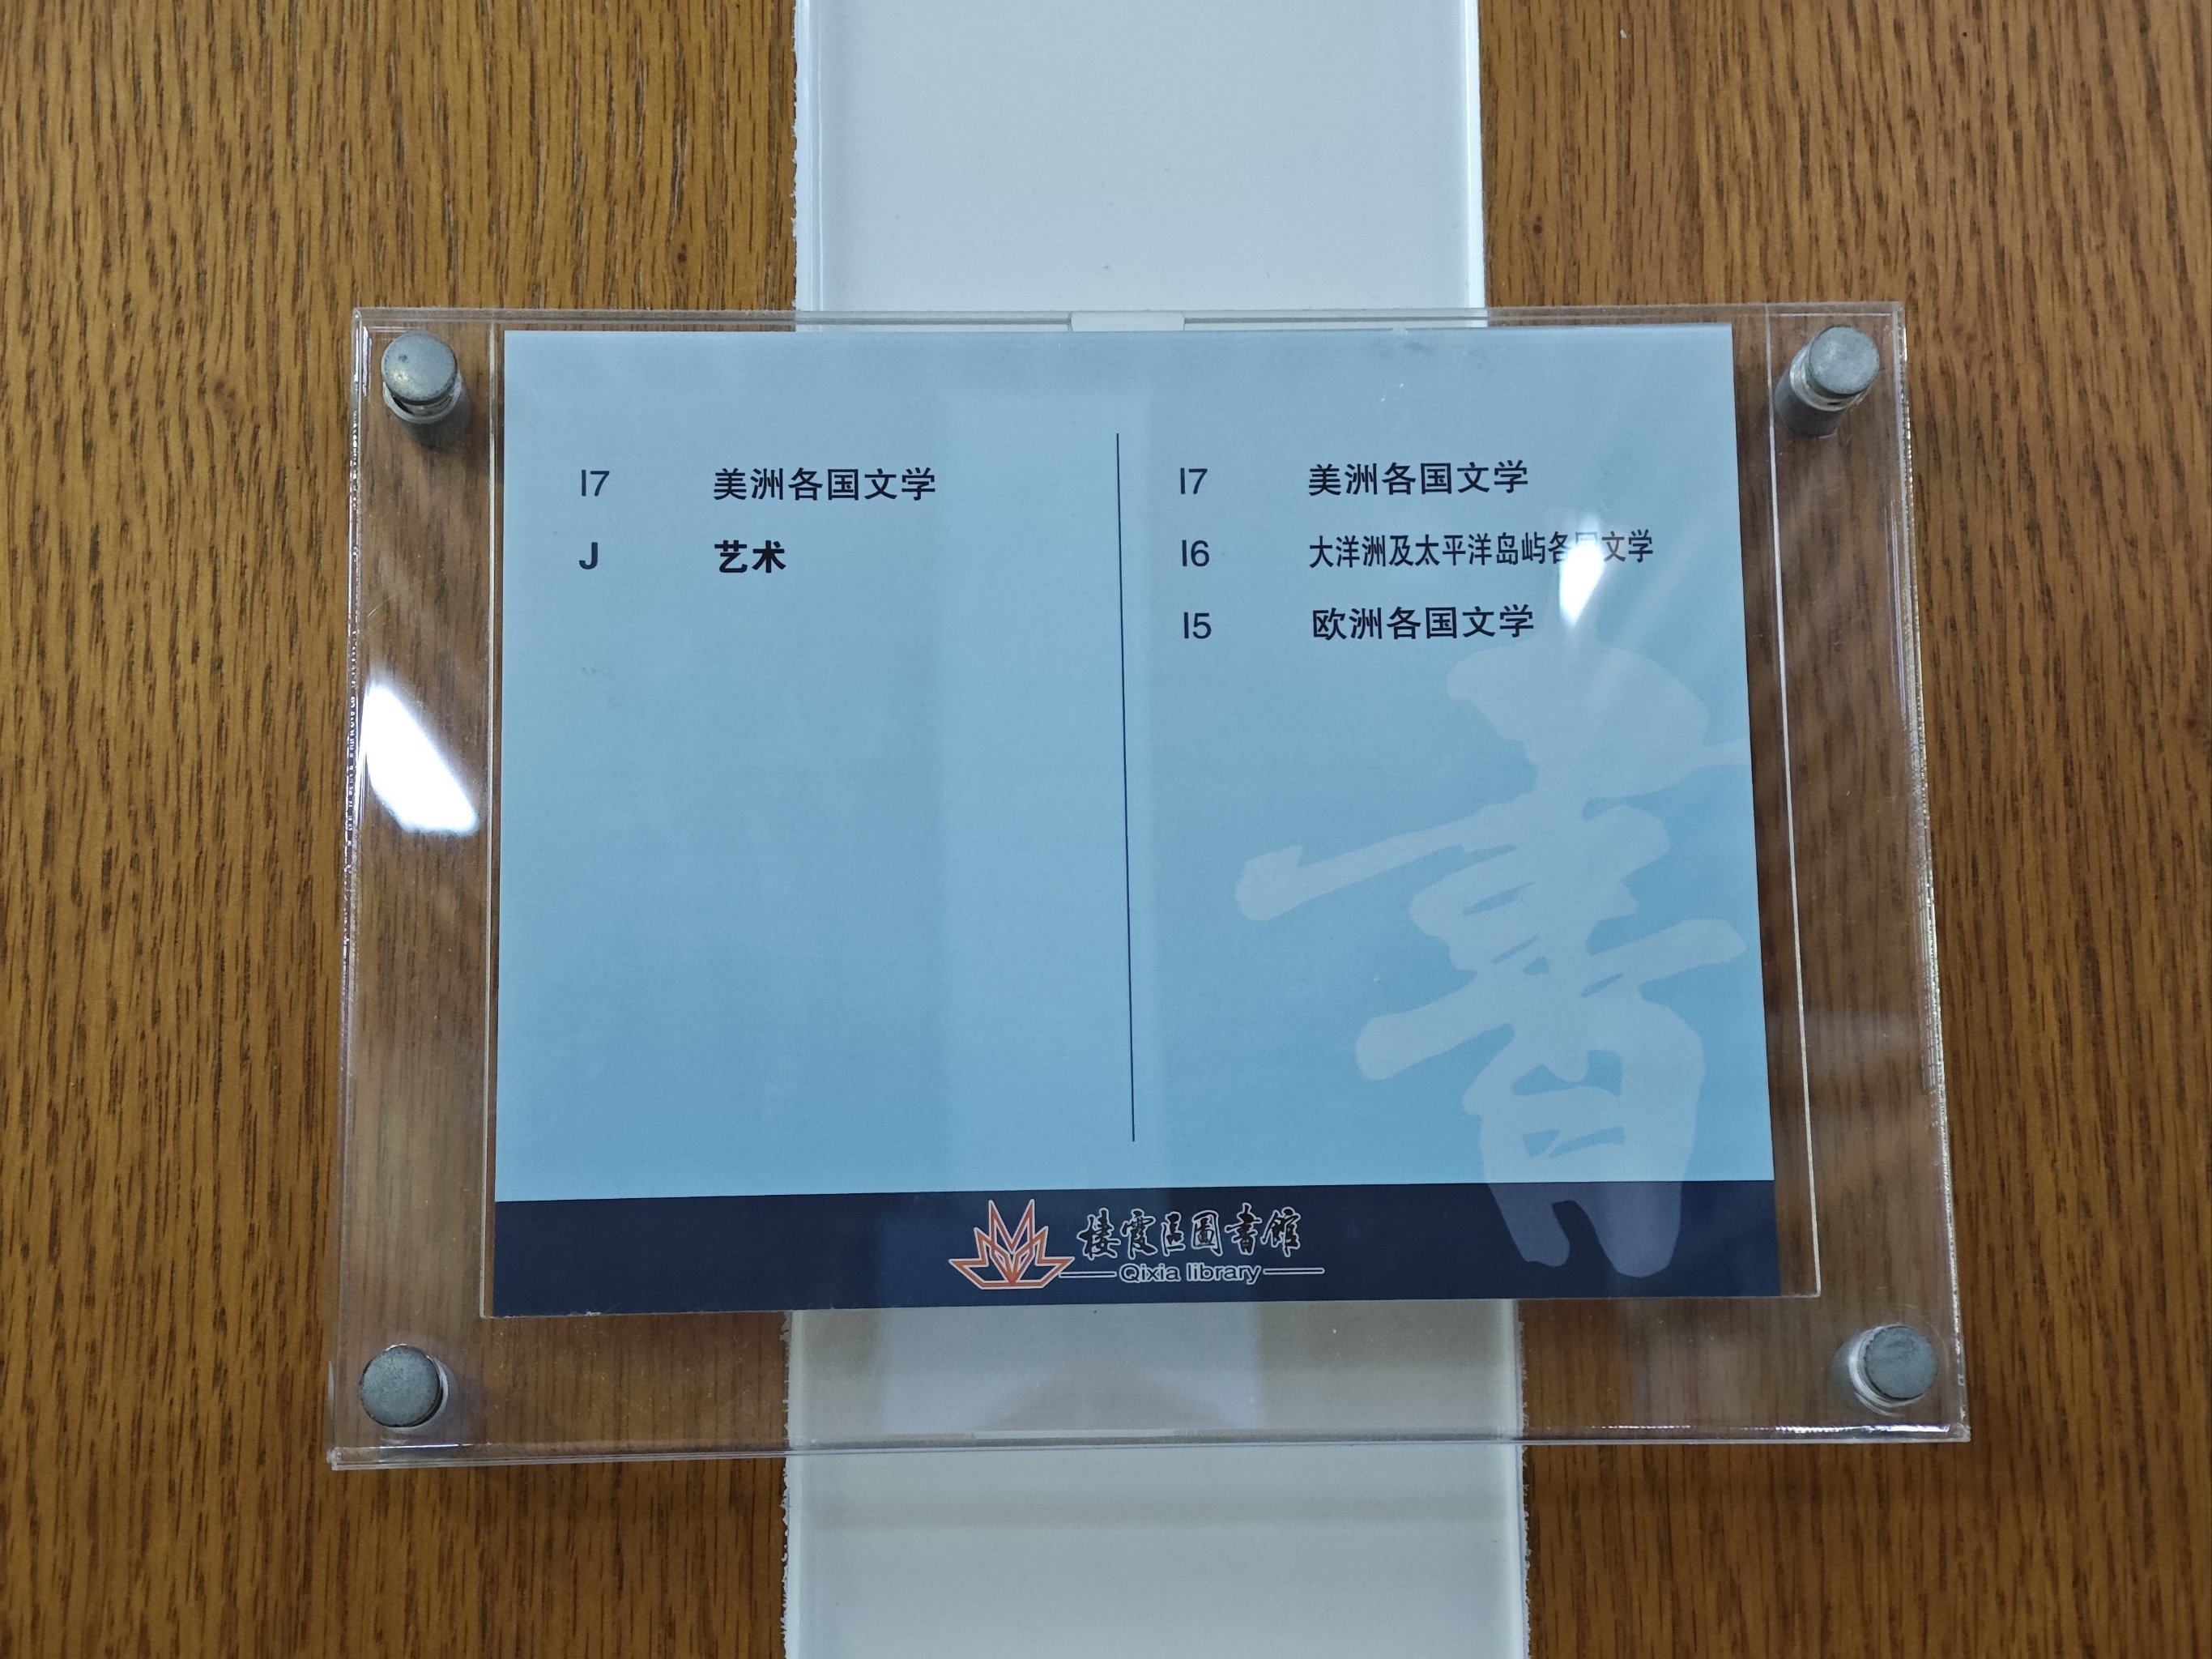 I7 美洲各国文学
J 艺术
I7 美洲各国文学
I6 大洋洲及太平洋岛屿各国文学
I5 欧洲各国文学
書
棲霞區圖書館
Qixia library